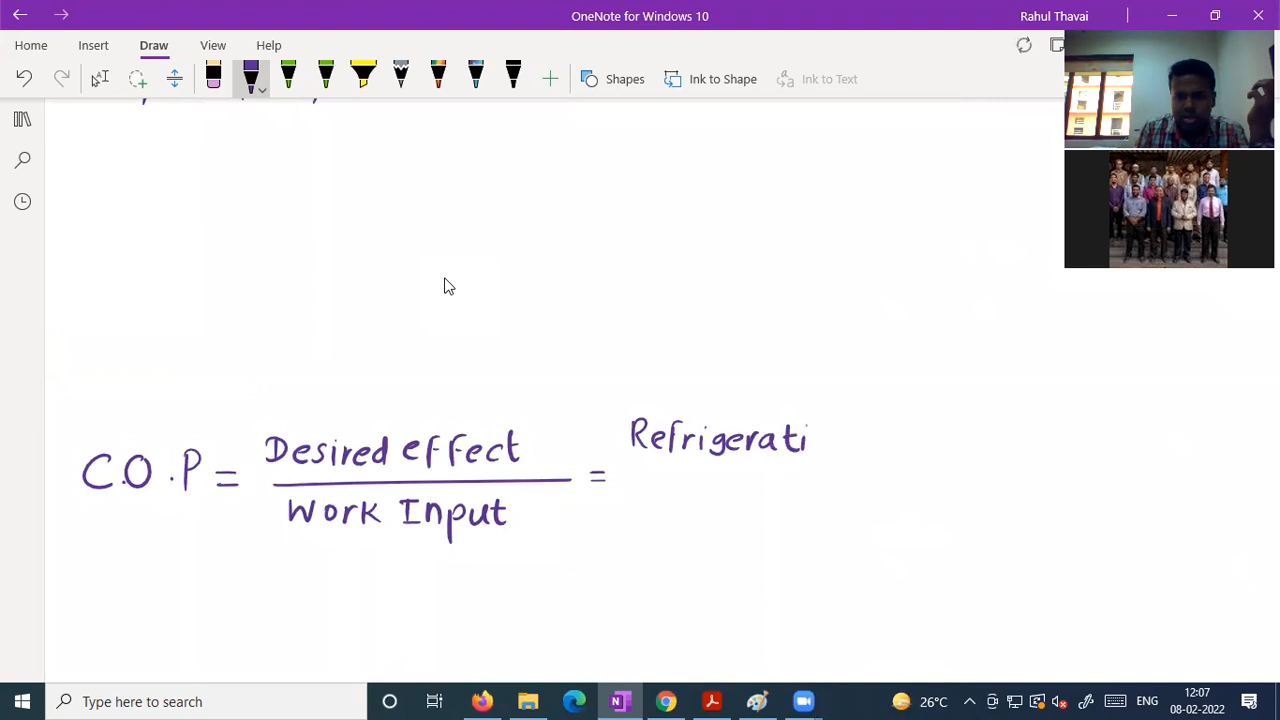 OneNote for Windows 10
Rahul Thavai
Home Insert Draw View Help
Shapes Ink to Shape Ink to Text
C.O.P = Desired effect / Work Input = Refrigerati
Type here to search
26°C ENG 12:07
08-02-2022